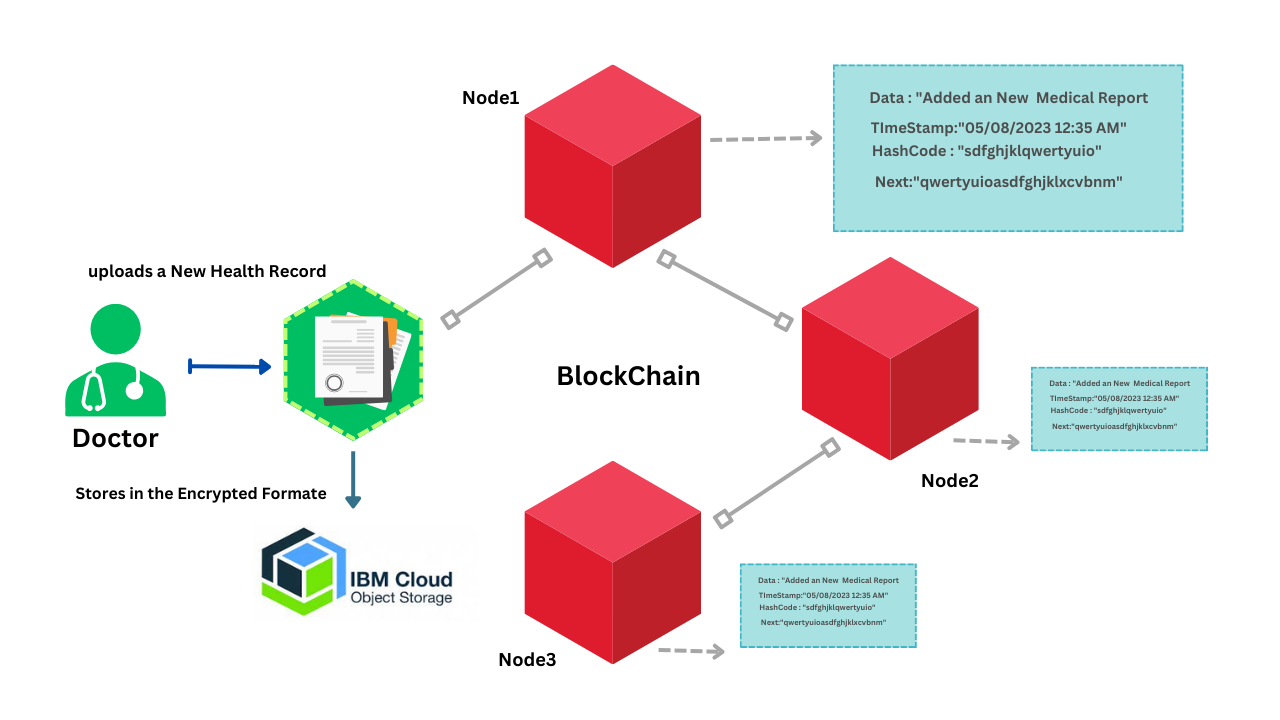 Node1
Data : "Added an New  Medical Report
TImeStamp:"05/08/2023 12:35 AM"
HashCode : "sdfghjklqwertyuio"
Next:"qwertyuioasdfghjklxcvbnm"
uploads a New Health Record
Doctor
BlockChain
Data : "Added an New  Medical Report
TImeStamp:"05/08/2023 12:35 AM"
HashCode : "sdfghjklqwertyuio"
Next:"qwertyuioasdfghjklxcvbnm"
Node2
Stores in the Encrypted Formate
IBM Cloud
Object Storage
Data : "Added an New  Medical Report
TImeStamp:"05/08/2023 12:35 AM"
HashCode : "sdfghjklqwertyuio"
Next:"qwertyuioasdfghjklxcvbnm"
Node3